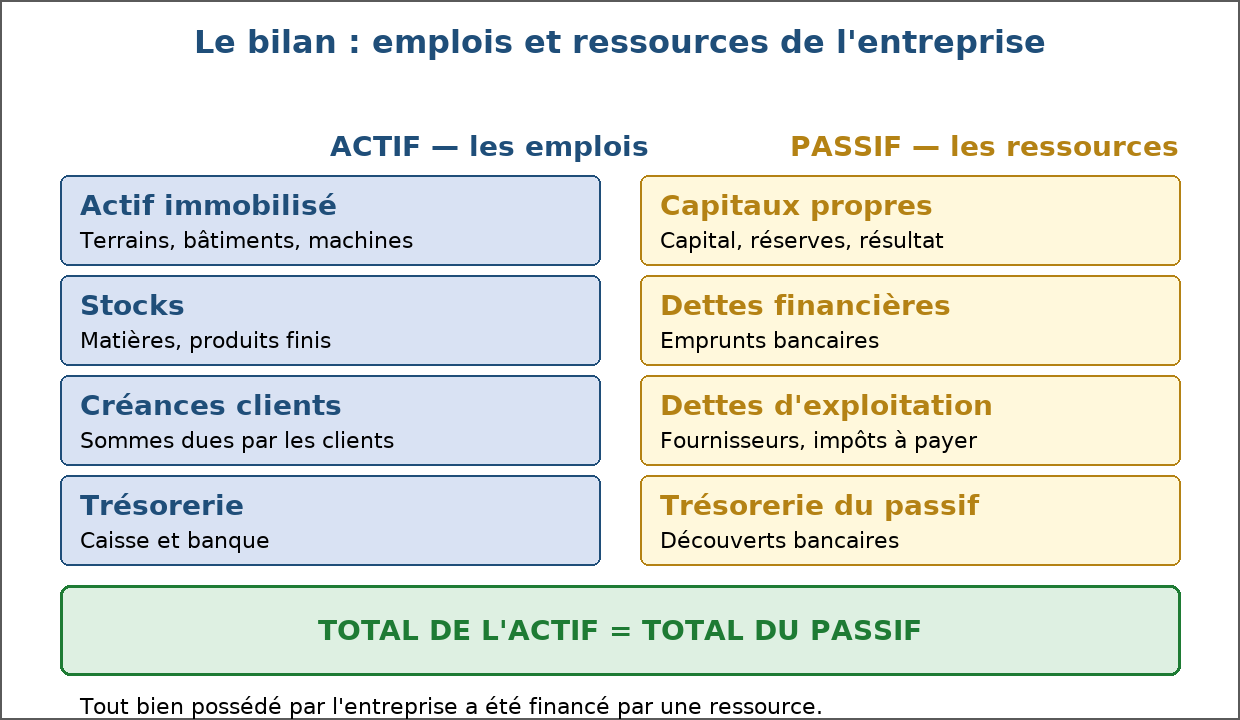 Le bilan : emplois et ressources de l'entreprise
ACTIF — les emplois
PASSIF — les ressources
Actif immobilisé
Terrains, bâtiments, machines
Capitaux propres
Capital, réserves, résultat
Stocks
Matières, produits finis
Dettes financières
Emprunts bancaires
Créances clients
Sommes dues par les clients
Dettes d'exploitation
Fournisseurs, impôts à payer
Trésorerie
Caisse et banque
Trésorerie du passif
Découverts bancaires
TOTAL DE L'ACTIF = TOTAL DU PASSIF
Tout bien possédé par l'entreprise a été financé par une ressource.